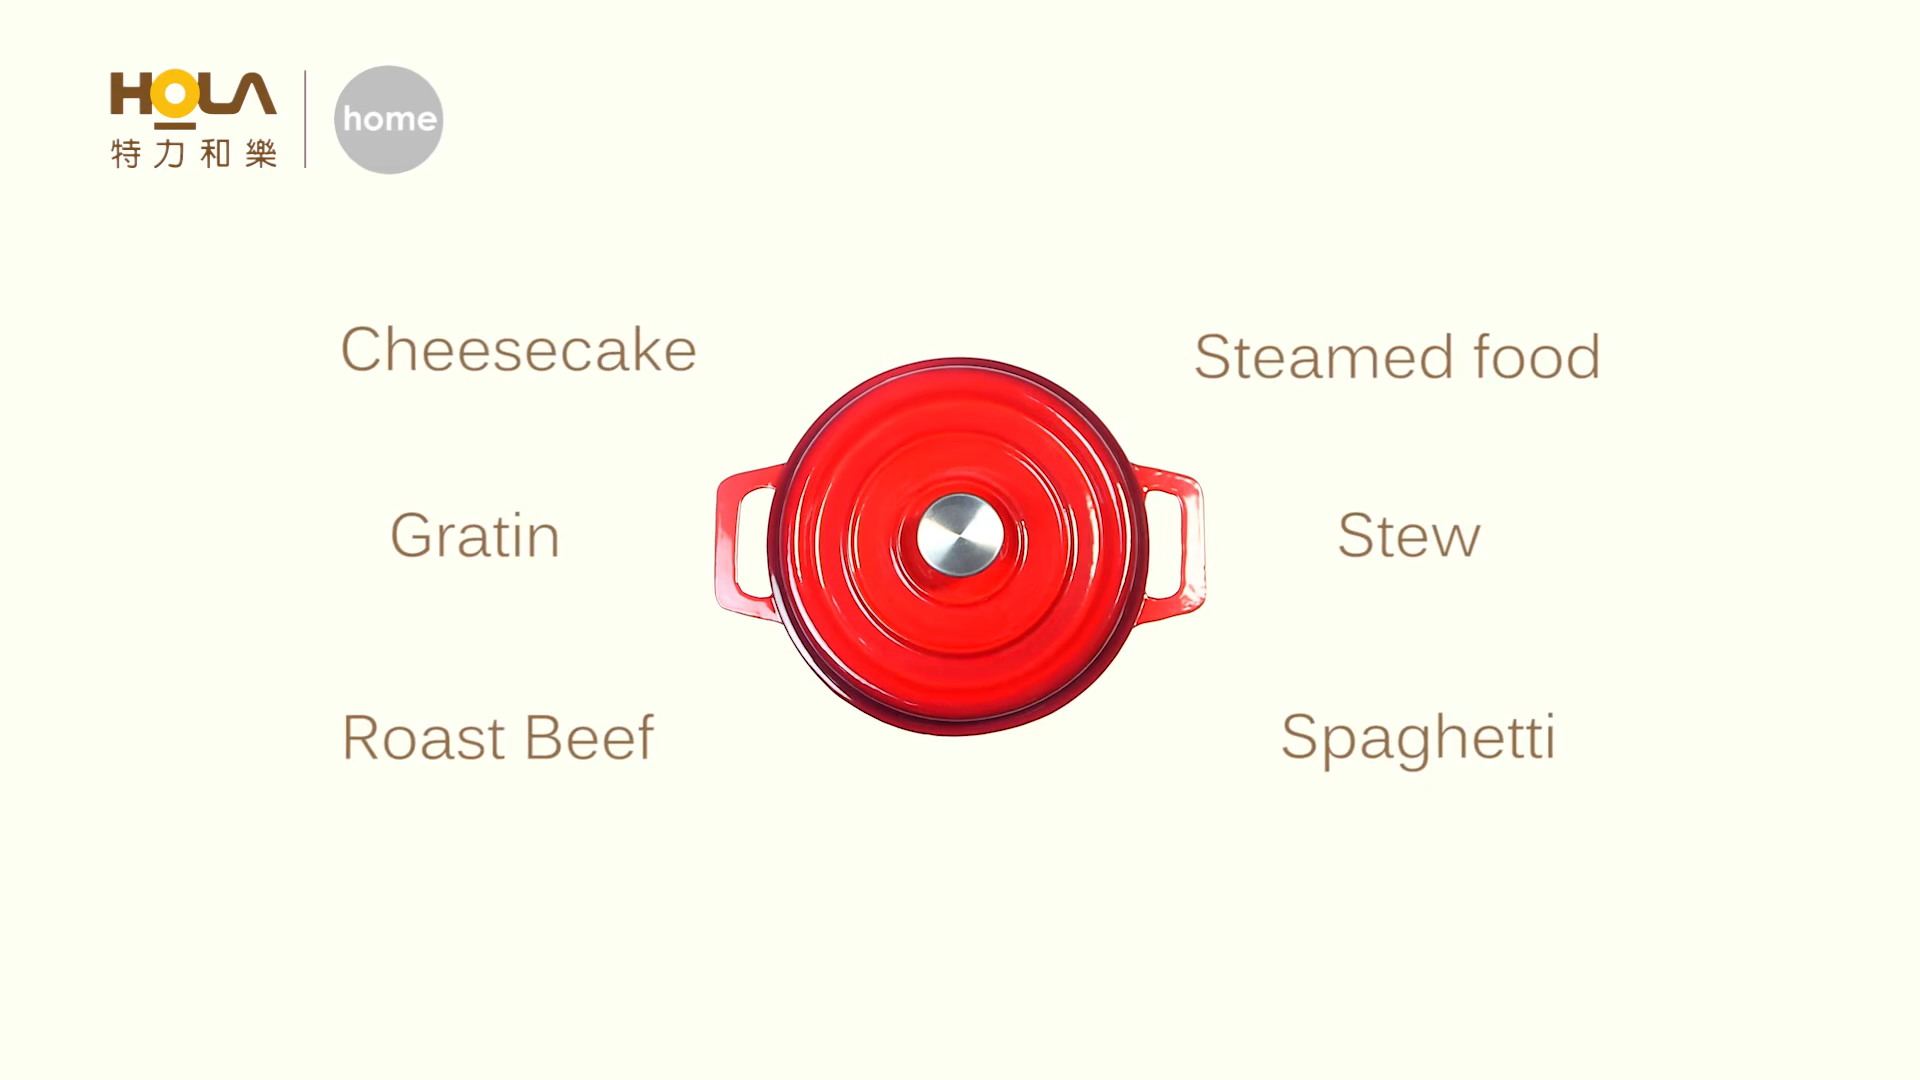 HOLA
特力和樂
home
Cheesecake
Steamed food
Gratin
Stew
Roast Beef
Spaghetti